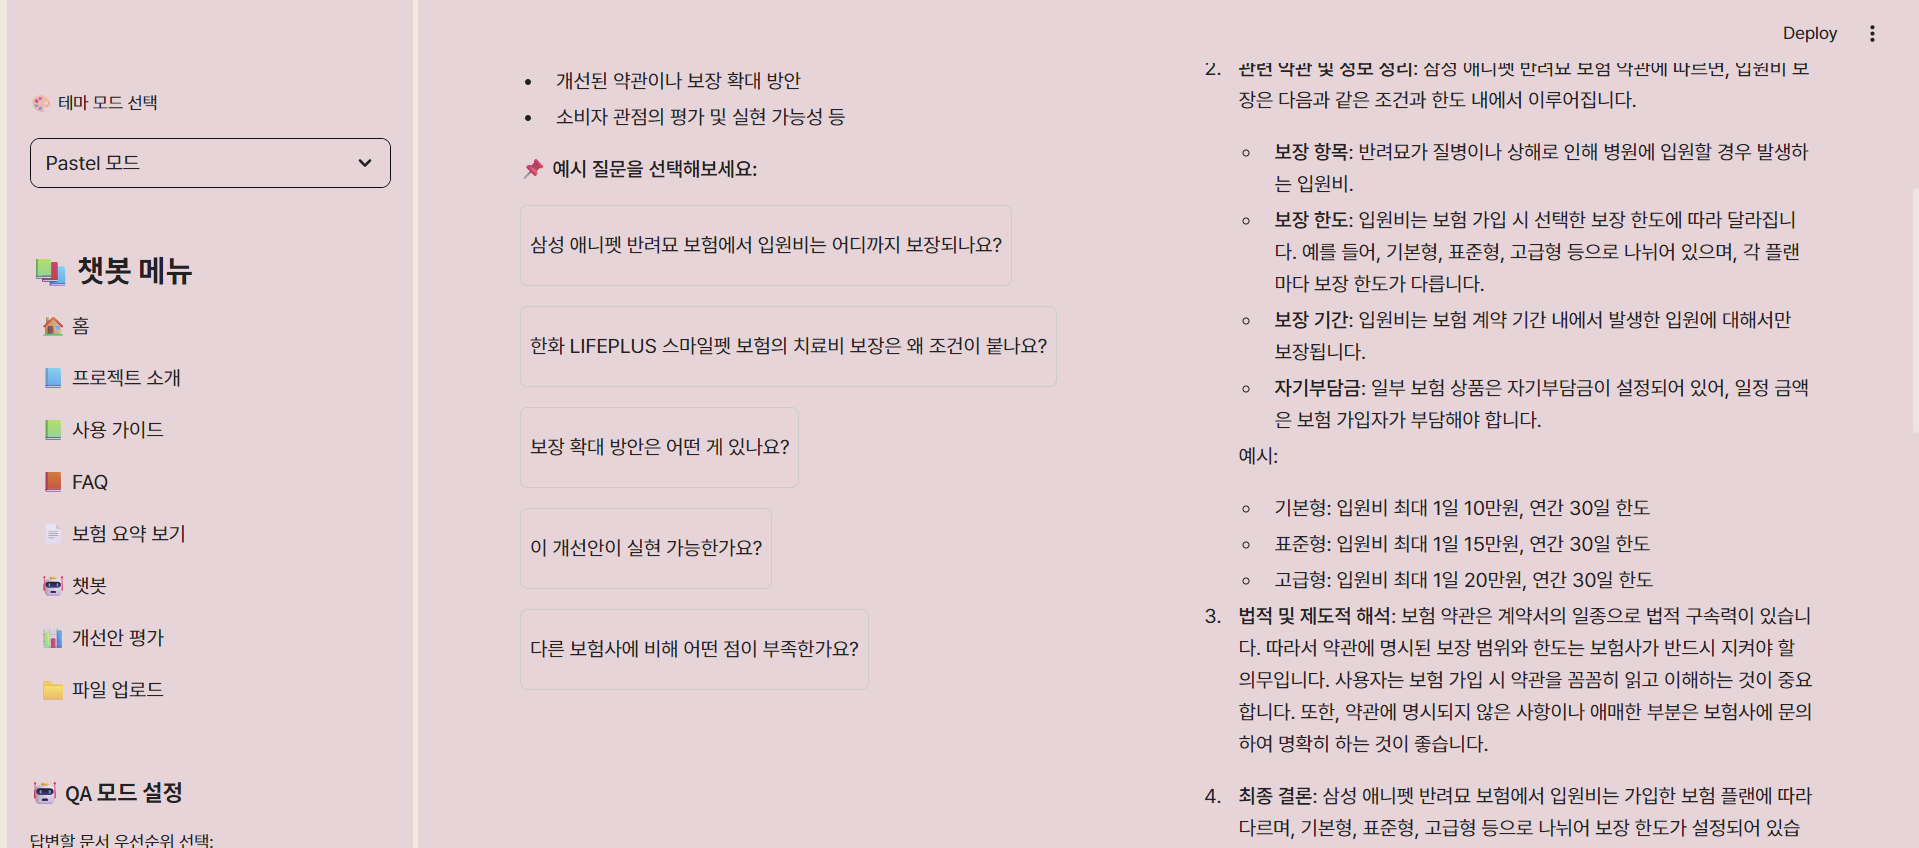 Deploy
테마 모드 선택
Pastel 모드
챗봇 메뉴
홈
프로젝트 소개
사용 가이드
FAQ
보험 요약 보기
챗봇
개선안 평가
파일 업로드
QA 모드 설정
답변할 문서 우선순위 선택:
• 개선된 약관이나 보장 확대 방안
• 소비자 관점의 평가 및 실현 가능성 등
📌 예시 질문을 선택해보세요:
삼성 애니펫 반려묘 보험에서 입원비는 어디까지 보장되나요?
한화 LIFEPLUS 스마일펫 보험의 치료비 보장은 왜 조건이 붙나요?
보장 확대 방안은 어떤 게 있나요?
이 개선안이 실현 가능한가요?
다른 보험사에 비해 어떤 점이 부족한가요?
2. 관련 약관 및 정보 정리: 삼성 애니펫 반려묘 보험 약관에 따르면, 입원비 보
장은 다음과 같은 조건과 한도 내에서 이루어집니다.
◦ 보장 항목: 반려묘가 질병이나 상해로 인해 병원에 입원할 경우 발생하
는 입원비.
◦ 보장 한도: 입원비는 보험 가입 시 선택한 보장 한도에 따라 달라집니
다. 예를 들어, 기본형, 표준형, 고급형 등으로 나뉘어 있으며, 각 플랜
마다 보장 한도가 다릅니다.
◦ 보장 기간: 입원비는 보험 계약 기간 내에서 발생한 입원에 대해서만
보장됩니다.
◦ 자기부담금: 일부 보험 상품은 자기부담금이 설정되어 있어, 일정 금액
은 보험 가입자가 부담해야 합니다.
예시:
◦ 기본형: 입원비 최대 1일 10만원, 연간 30일 한도
◦ 표준형: 입원비 최대 1일 15만원, 연간 30일 한도
◦ 고급형: 입원비 최대 1일 20만원, 연간 30일 한도
3. 법적 및 제도적 해석: 보험 약관은 계약서의 일종으로 법적 구속력이 있습니
다. 따라서 약관에 명시된 보장 범위와 한도는 보험사가 반드시 지켜야 할
의무입니다. 사용자는 보험 가입 시 약관을 꼼꼼히 읽고 이해하는 것이 중요
합니다. 또한, 약관에 명시되지 않은 사항이나 애매한 부분은 보험사에 문의
하여 명확히 하는 것이 좋습니다.
4. 최종 결론: 삼성 애니펫 반려묘 보험에서 입원비는 가입한 보험 플랜에 따라
다르며, 기본형, 표준형, 고급형 등으로 나뉘어 보장 한도가 설정되어 있습